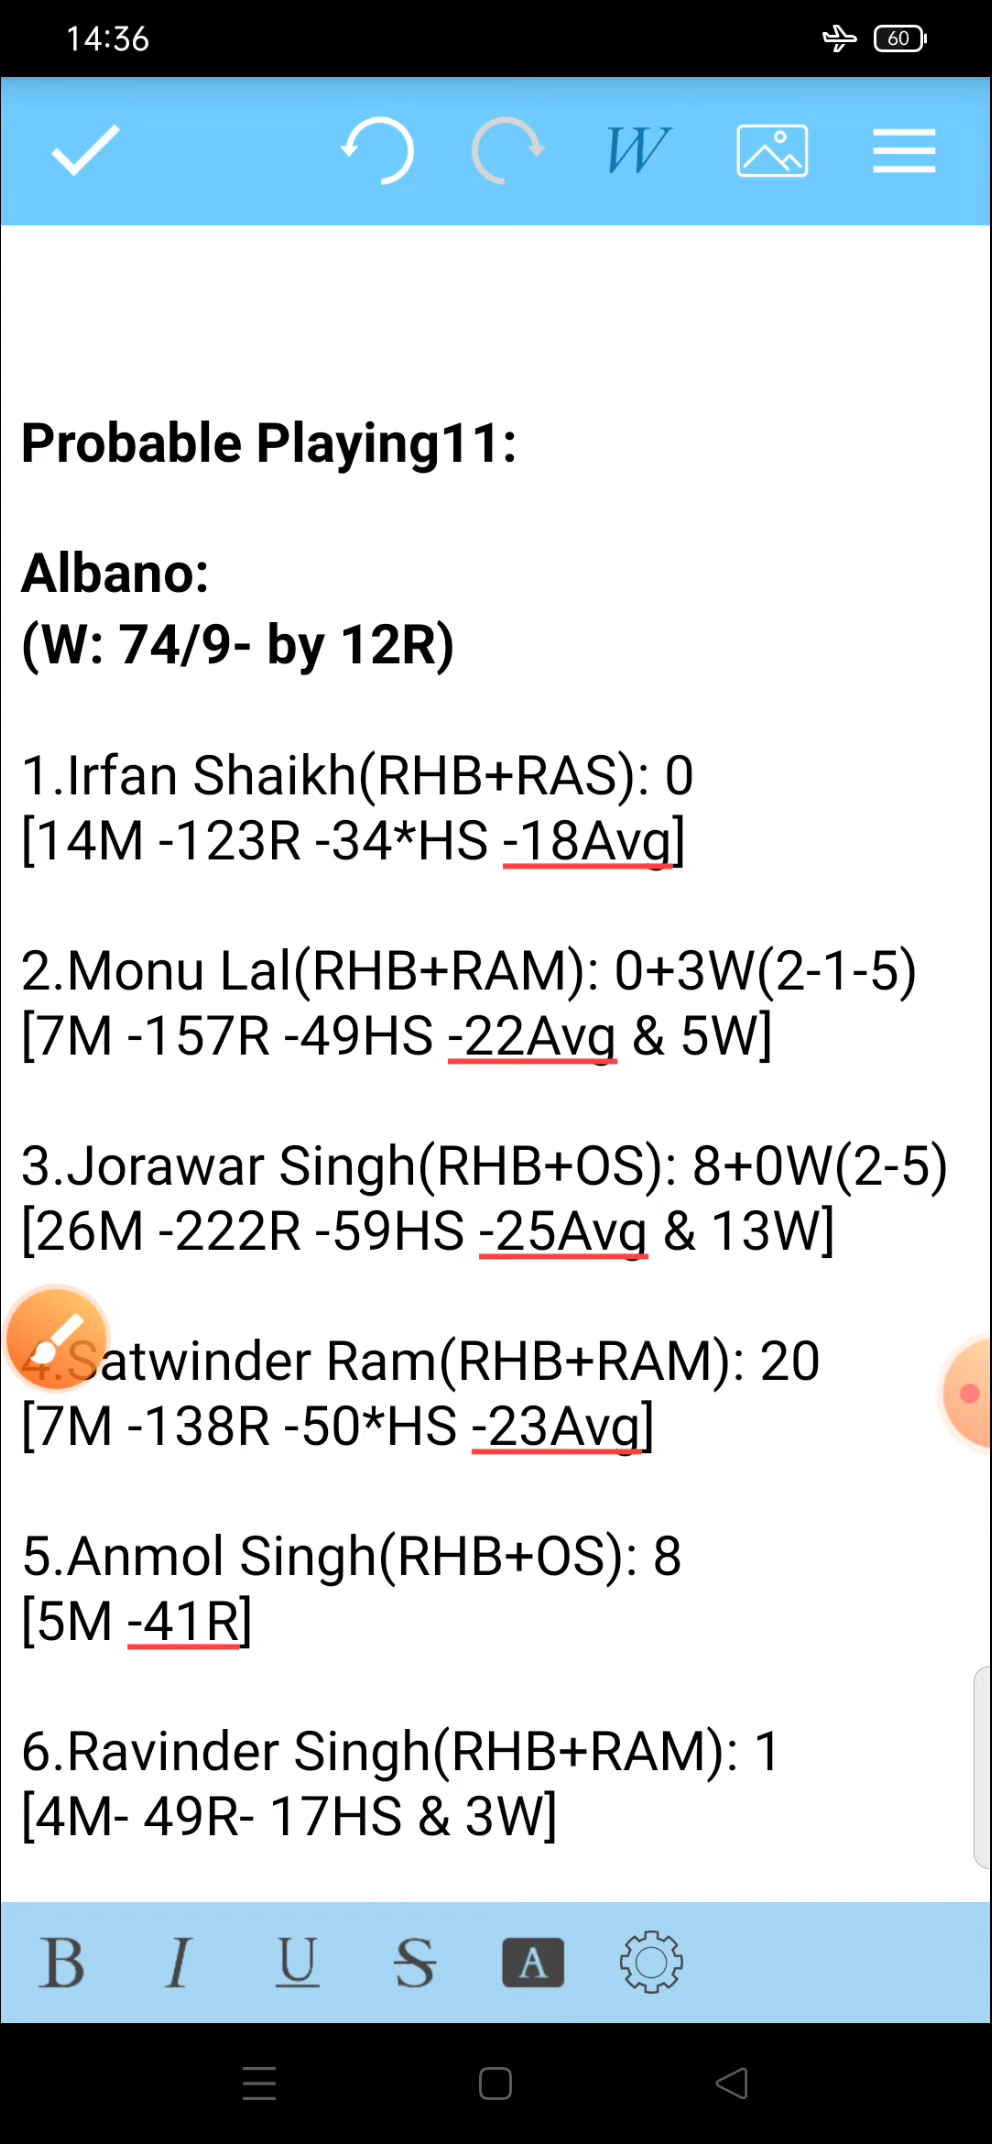 14:36
60
W
Probable Playing11:
Albano:
(W: 74/9- by 12R)
1.Irfan Shaikh(RHB+RAS): 0
[14M -123R -34*HS -18Avg]
2.Monu Lal(RHB+RAM): 0+3W(2-1-5)
[7M -157R -49HS -22Avg & 5W]
3.Jorawar Singh(RHB+OS): 8+0W(2-5)
[26M -222R -59HS -25Avg & 13W]
4.Satwinder Ram(RHB+RAM): 20
[7M -138R -50*HS -23Avg]
5.Anmol Singh(RHB+OS): 8
[5M -41R]
6.Ravinder Singh(RHB+RAM): 1
[4M- 49R- 17HS & 3W]
B I U S A